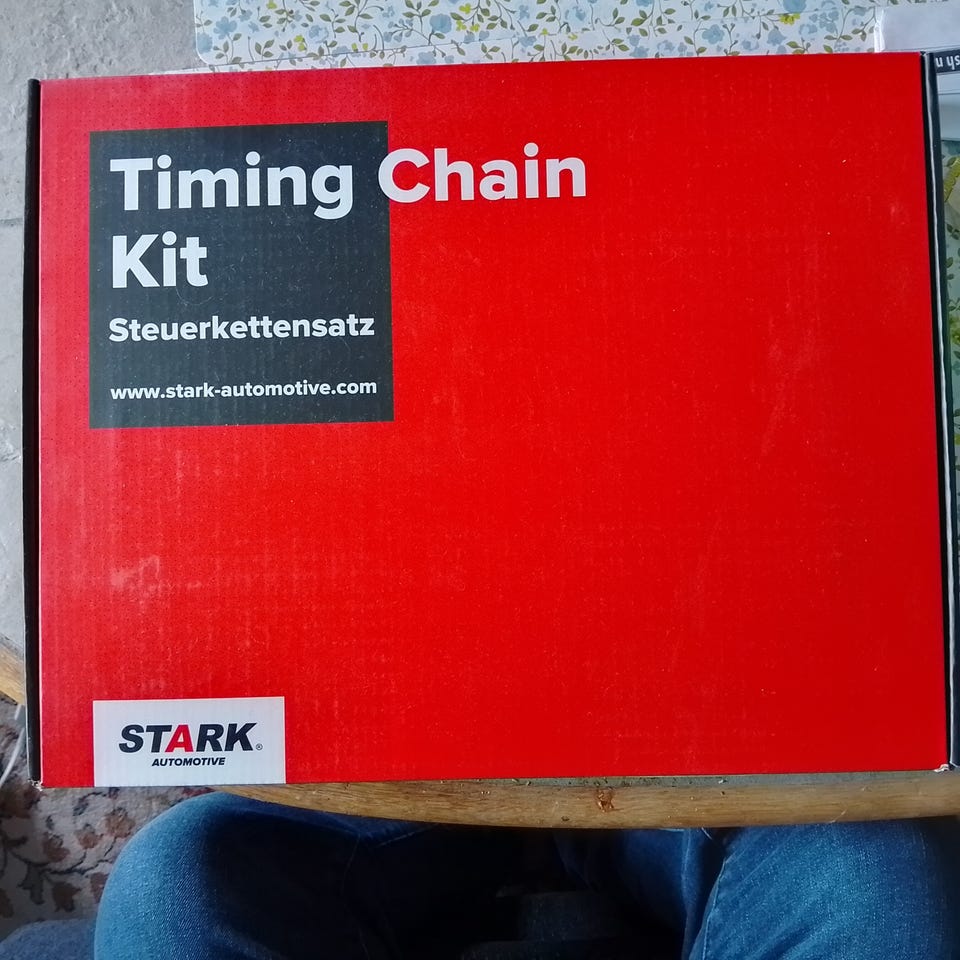 Timing Chain
Kit
Steuerkettensatz
www.stark-automotive.com
STARK®
AUTOMOTIVE